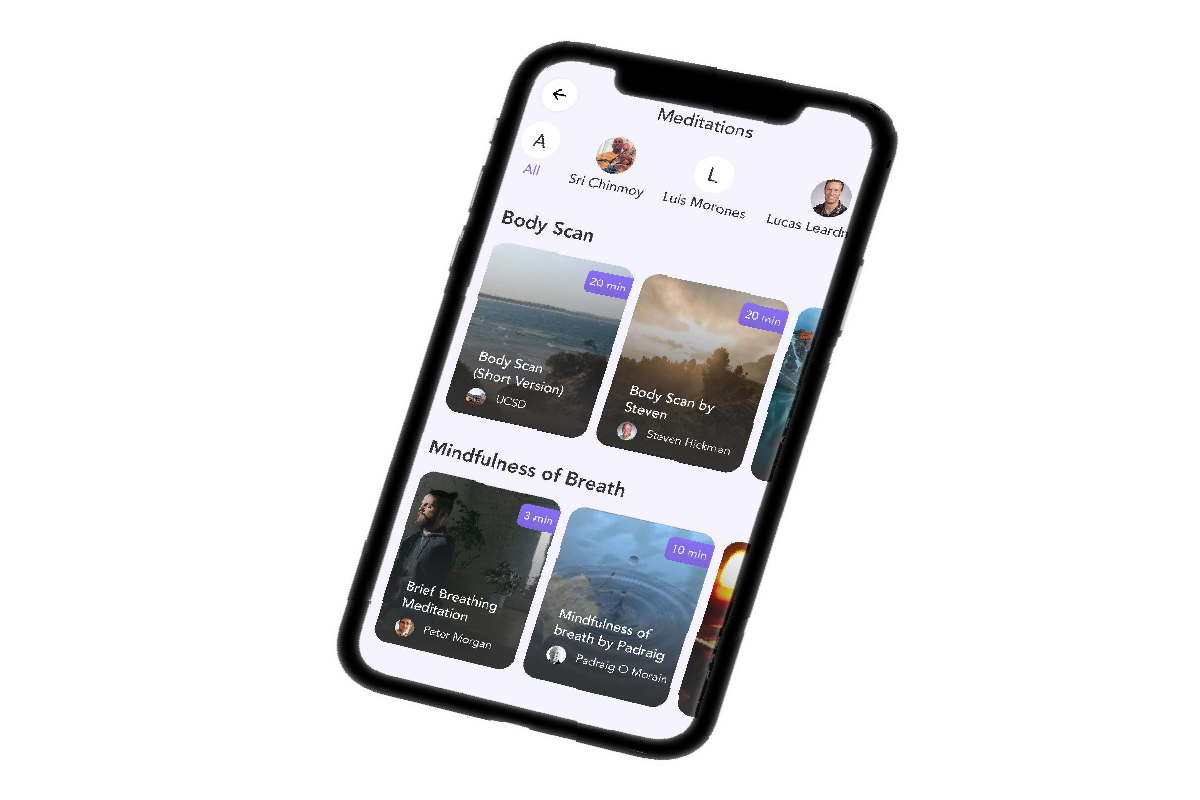 Meditations
A
All
Sri Chinmoy
L
Luis Morones
Lucas Leardi
Body Scan
20 min
Body Scan
(Short Version)
UCSD
20 min
Body Scan by
Steven
Steven Hickman
Mindfulness of Breath
3 min
Brief Breathing
Meditation
Peter Morgan
10 min
Mindfulness of
breath by Padraig
Padraig O Morain